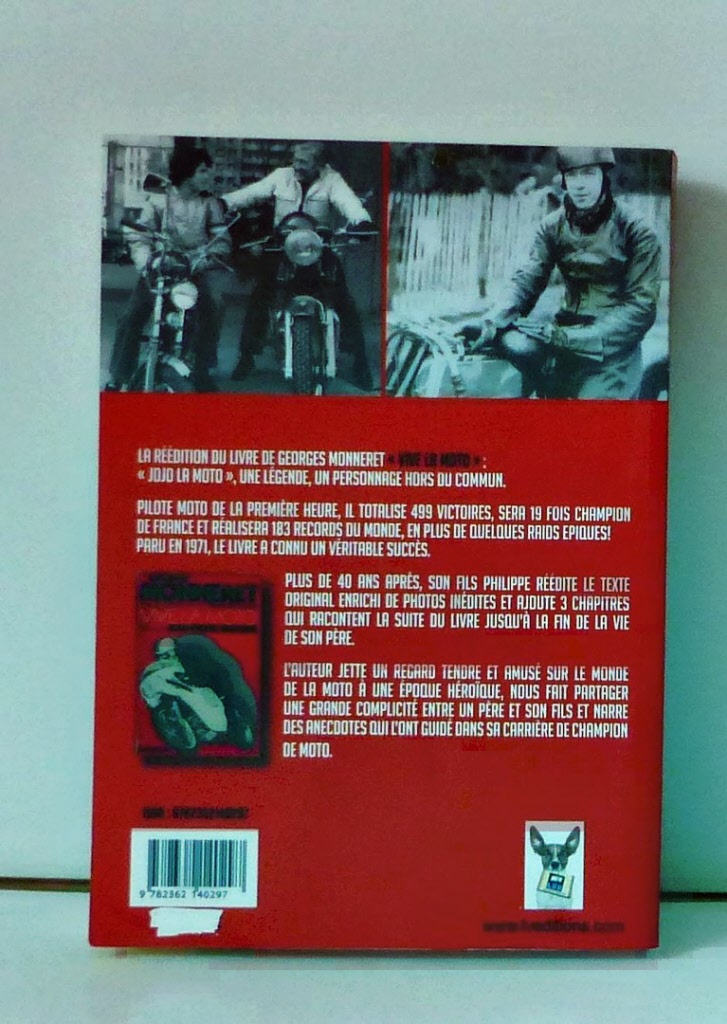 LA RÉÉDITION DU LIVRE DE GEORGES MONNERET « VIVE LA MOTO » :
« JOJO LA MOTO », UNE LÉGENDE, UN PERSONNAGE HORS DU COMMUN.
PILOTE MOTO DE LA PREMIÈRE HEURE, IL TOTALISE 499 VICTOIRES, SERA 19 FOIS CHAMPION
DE FRANCE ET RÉALISERA 183 RECORDS DU MONDE, EN PLUS DE QUELQUES RAIDS EPIQUES!
PARU EN 1971, LE LIVRE A CONNU UN VÉRITABLE SUCCÈS.
PLUS DE 40 ANS APRÈS, SON FILS PHILIPPE RÉÉDITE LE TEXTE
ORIGINAL ENRICHI DE PHOTOS INÉDITES ET AJOUTE 3 CHAPITRES
QUI RACONTENT LA SUITE DU LIVRE JUSQU'À LA FIN DE LA VIE
DE SON PÈRE.
MONNERET
L'AUTEUR JETTE UN REGARD TENDRE ET AMUSÉ SUR LE MONDE
DE LA MOTO À UNE ÉPOQUE HÉROÏQUE, NOUS FAIT PARTAGER
UNE GRANDE COMPLICITÉ ENTRE UN PÈRE ET SON FILS ET NARRE
DES ANECDOTES QUI L'ONT GUIDÉ DANS SA CARRIÈRE DE CHAMPION
DE MOTO.
9 782362 140297